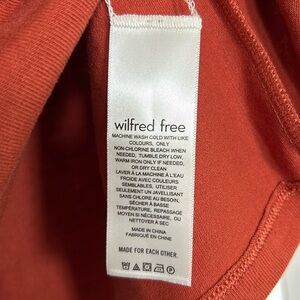 wilfred free
MACHINE WASH COLD WITH LIKE
COLOURS, ONLY
NON-CHLORINE BLEACH WHEN
NEEDED, TUMBLE DRY LOW,
WARM IRON ONLY IF NEEDED,
OR DRY CLEAN
LAVER À LA MACHINE À L'EAU
FROIDE AVEC COULEURS
SEMBLABLES, UTILISER
SEULEMENT UN JAVELLISANT
SANS CHLORE AU BESOIN,
SÉCHER À BASSE
TEMPÉRATURE, REPASSAGE
MOYEN SI NÉCESSAIRE, OU
NETTOYER À SEC
MADE IN CHINA
FABRIQUÉ EN CHINE
MADE FOR EACH OTHER.